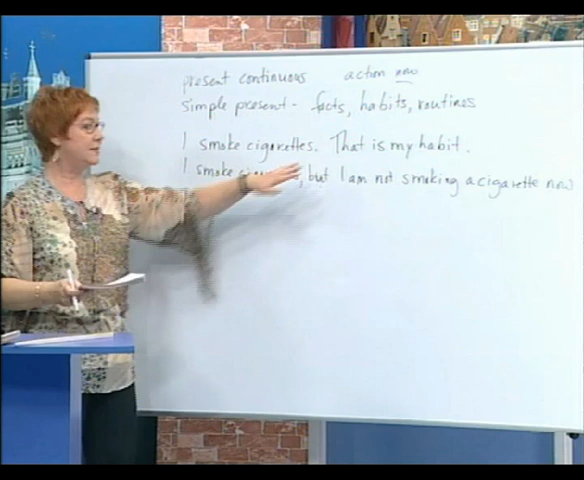 present continuous action now
simple present - facts, habits, routines
I smoke cigarettes. That is my habit.
I smoke , but I am not smoking a cigarette now